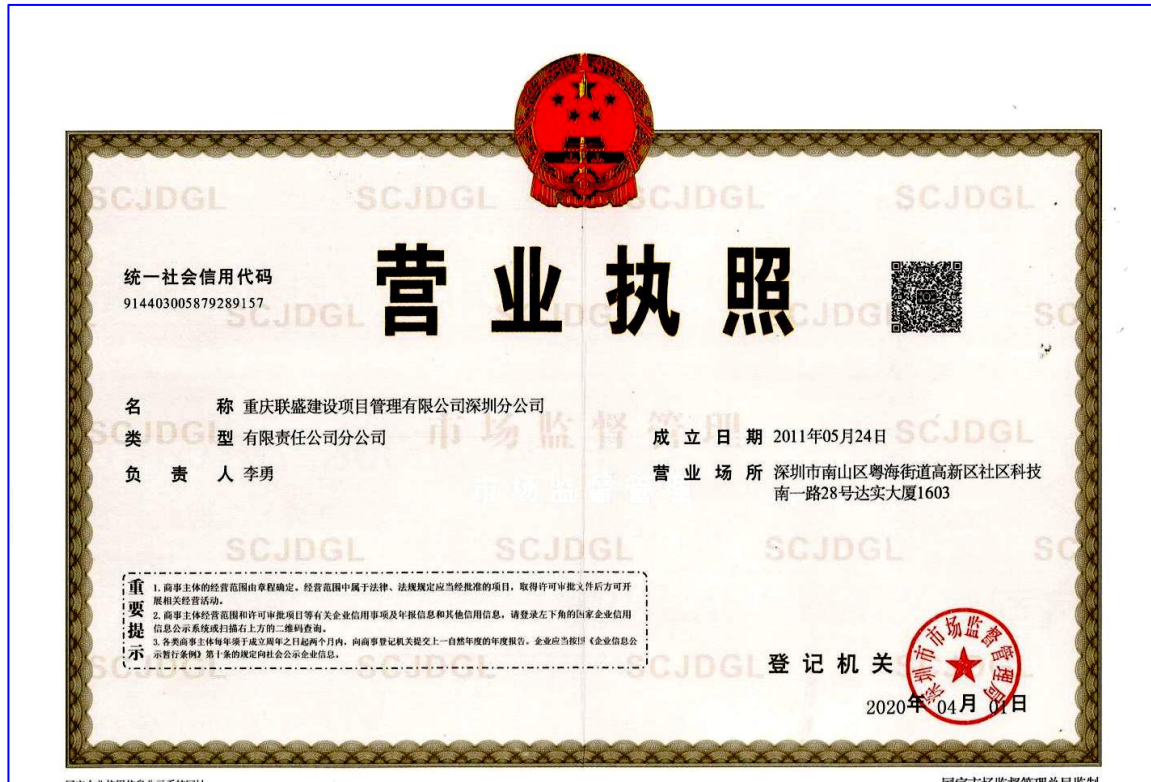 营业执照
统一社会信用代码
914403005879289157
名 称 重庆联盛建设项目管理有限公司深圳分公司
类 型 有限责任公司分公司
负 责 人 李勇
成 立 日 期 2011年05月24日
营 业 场 所 深圳市南山区粤海街道高新区社区科技
南一路28号达实大厦1603
重要提示
1. 商事主体的经营范围由章程确定。经营范围中属于法律、法规规定应当经批准的项目，取得许可审批文件后方可开
展相关经营活动。
2. 商事主体经营范围和许可审批项目等有关企业信用事项及年报信息和其他信用信息，请登录左下角的国家企业信用
信息公示系统或扫描右上方的二维码查询。
3. 各类商事主体每年须于成立周年之日起两个月内，向商事登记机关提交上一自然年度的年度报告。企业应当按照《企业信息公
示暂行条例》第十条的规定向社会公示企业信息。
登 记 机 关
深圳市市场监督管理局
2020年 04月 01日
SCJDGL
市场监督管理
国家市场监督管理总局监制